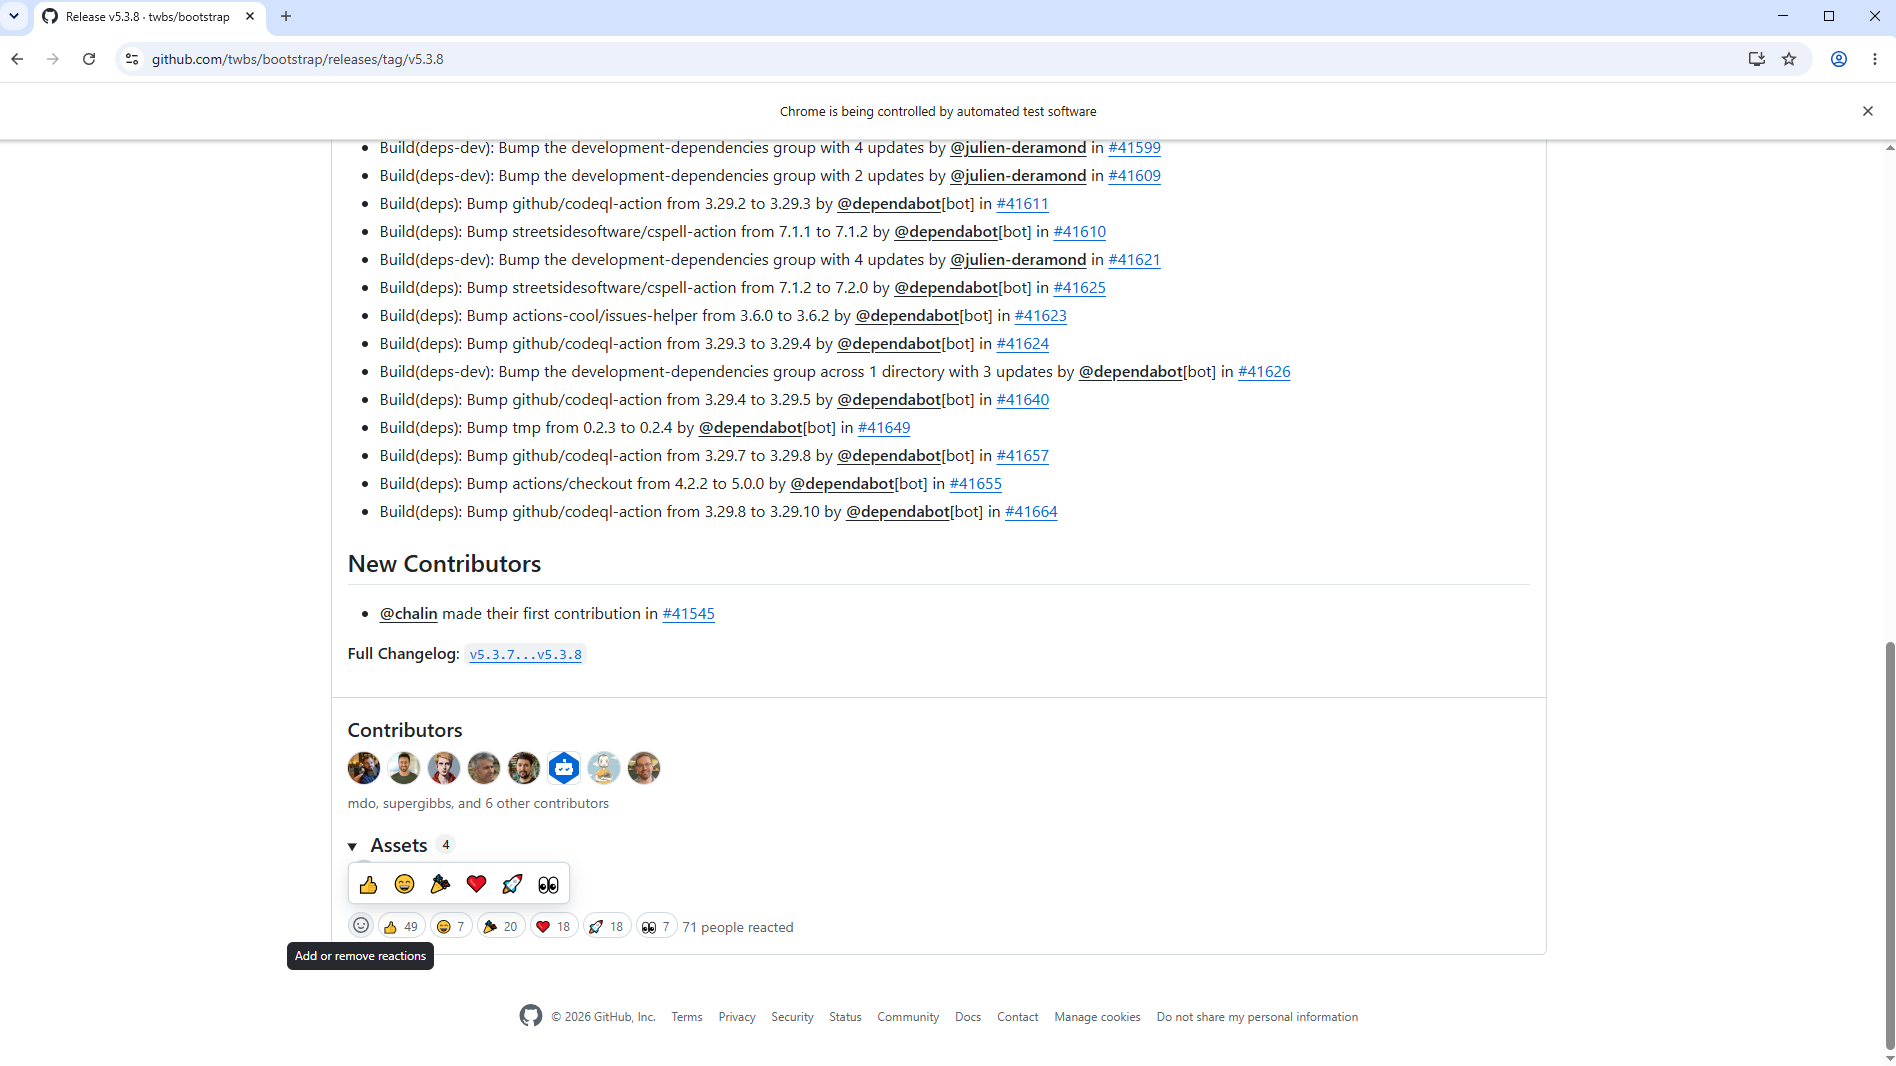 Release v5.3.8 · twbs/bootstrap
github.com/twbs/bootstrap/releases/tag/v5.3.8
Chrome is being controlled by automated test software
Build(deps-dev): Bump the development-dependencies group with 4 updates by @julien-deramond in #41599
Build(deps-dev): Bump the development-dependencies group with 2 updates by @julien-deramond in #41609
Build(deps): Bump github/codeql-action from 3.29.2 to 3.29.3 by @dependabot[bot] in #41611
Build(deps): Bump streetsidesoftware/cspell-action from 7.1.1 to 7.1.2 by @dependabot[bot] in #41610
Build(deps-dev): Bump the development-dependencies group with 4 updates by @julien-deramond in #41621
Build(deps): Bump streetsidesoftware/cspell-action from 7.1.2 to 7.2.0 by @dependabot[bot] in #41625
Build(deps): Bump actions-cool/issues-helper from 3.6.0 to 3.6.2 by @dependabot[bot] in #41623
Build(deps): Bump github/codeql-action from 3.29.3 to 3.29.4 by @dependabot[bot] in #41624
Build(deps-dev): Bump the development-dependencies group across 1 directory with 3 updates by @dependabot[bot] in #41626
Build(deps): Bump github/codeql-action from 3.29.4 to 3.29.5 by @dependabot[bot] in #41640
Build(deps): Bump tmp from 0.2.3 to 0.2.4 by @dependabot[bot] in #41649
Build(deps): Bump github/codeql-action from 3.29.7 to 3.29.8 by @dependabot[bot] in #41657
Build(deps): Bump actions/checkout from 4.2.2 to 5.0.0 by @dependabot[bot] in #41655
Build(deps): Bump github/codeql-action from 3.29.8 to 3.29.10 by @dependabot[bot] in #41664
New Contributors
@chalin made their first contribution in #41545
Full Changelog: v5.3.7...v5.3.8
Contributors
mdo, supergibbs, and 6 other contributors
Assets 4
49 7 20 18 18 7 71 people reacted
Add or remove reactions
© 2026 GitHub, Inc. Terms Privacy Security Status Community Docs Contact Manage cookies Do not share my personal information